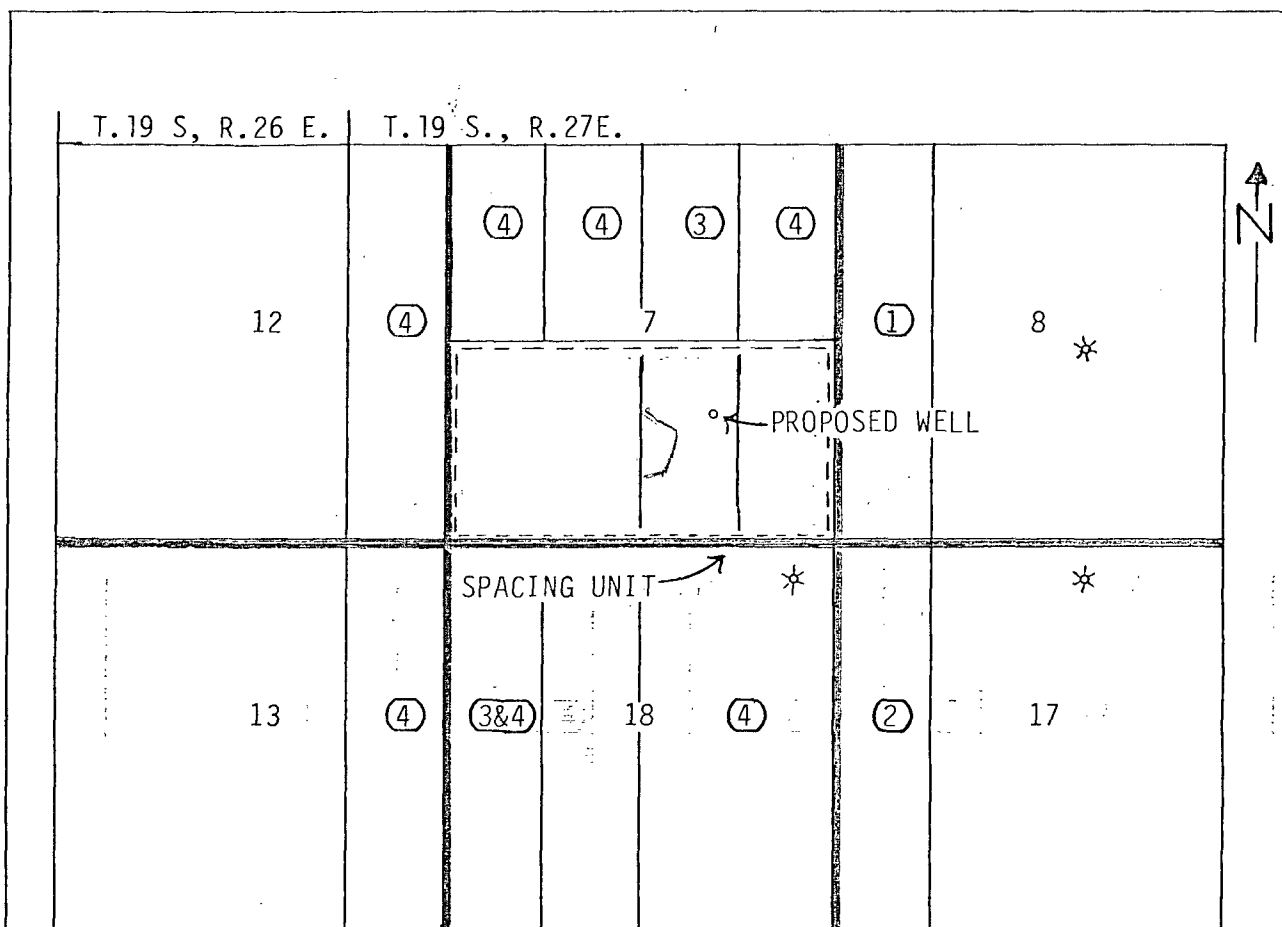 T.19 S, R.26 E. T.19 S., R.27E.
N
4 4 3 4
12 4 7 1 8
PROPOSED WELL
SPACING UNIT
13 4 3&4 18 4 2 17